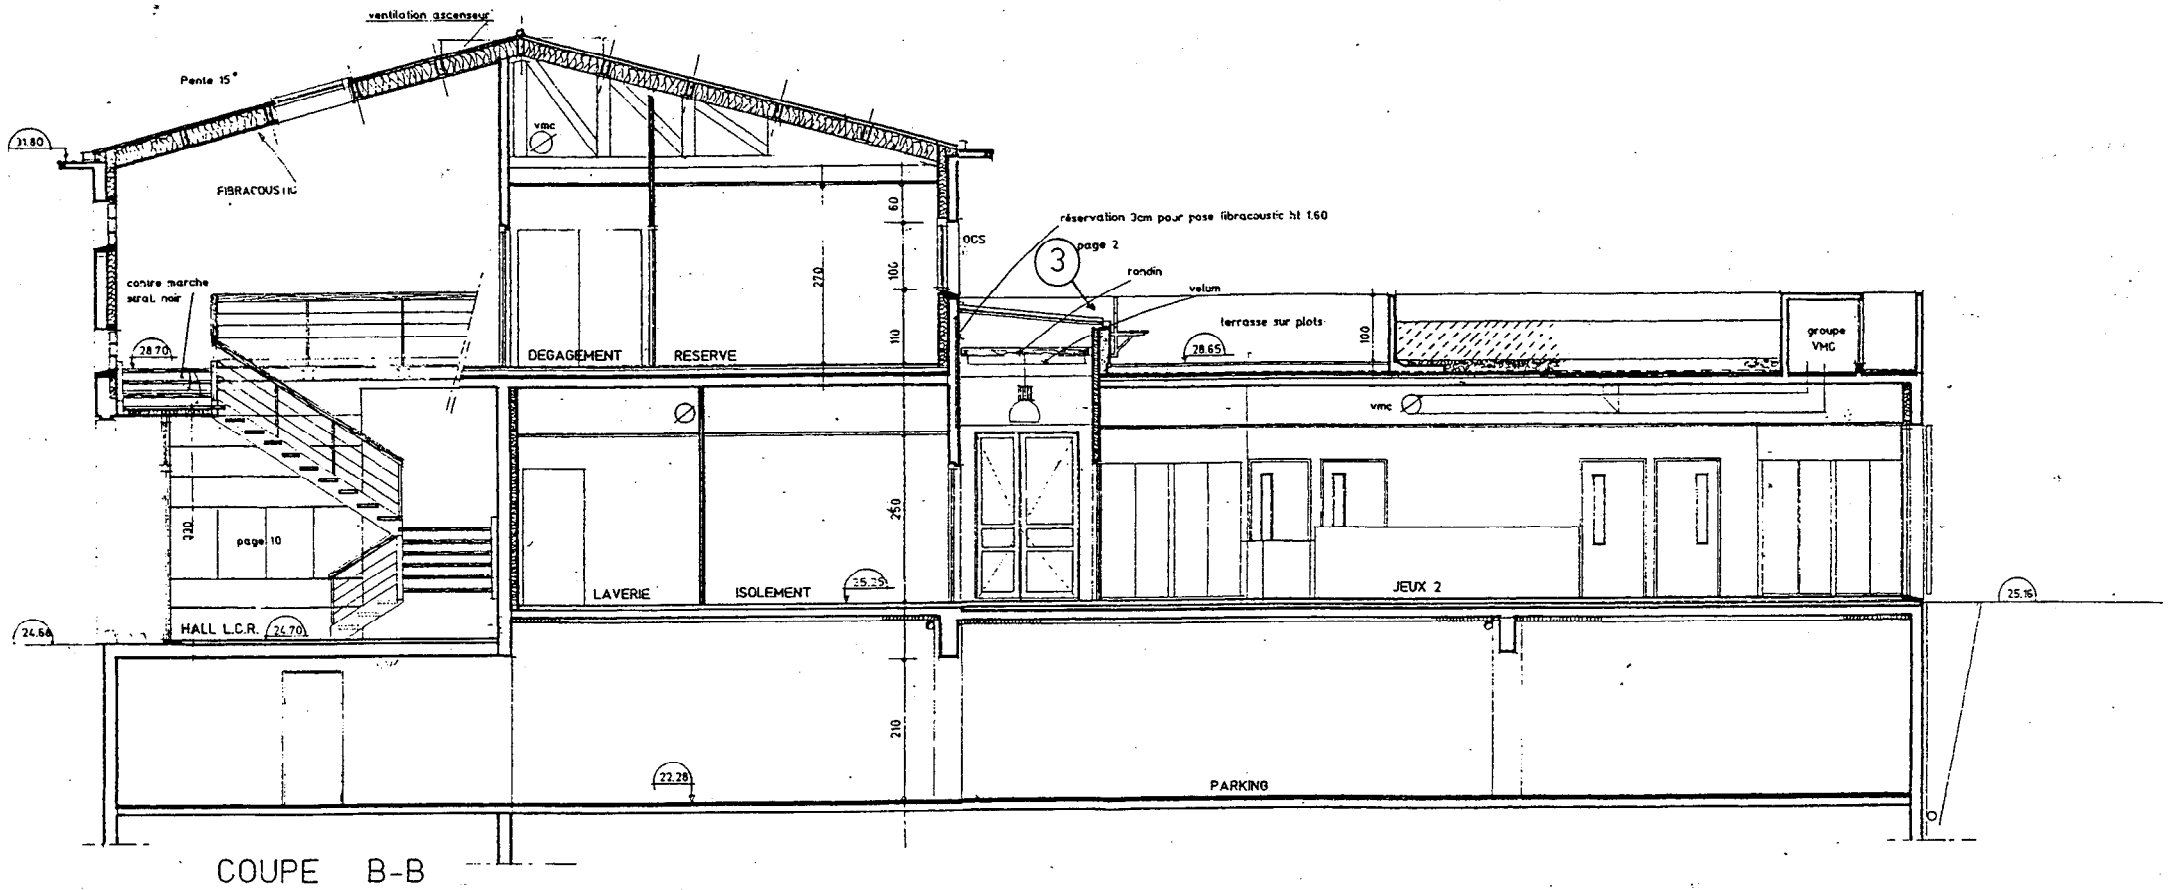 ventilation ascenseur
Pente 15°
31.80
vmc
FIBRACOUSTIC
60
réservation 3cm pour pose fibracoustic ht 1.60
OCS
3
page 2
270
100
rondin
contre marche
strat. noir
velum
terrasse sur plots
100
groupe
VMC
28.70
110
28.65
DEGAGEMENT
RESERVE
vmc
250
330
page 10
LAVERIE
ISOLEMENT
25.25
JEUX 2
25.16
24.66
HALL L.C.R.
24.70
210
22.28
PARKING
COUPE B-B